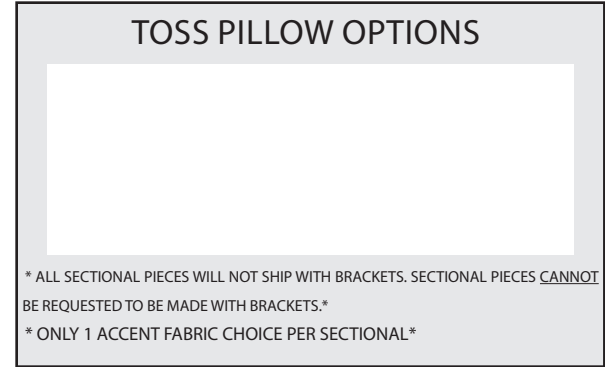 TOSS PILLOW OPTIONS
* ALL SECTIONAL PIECES WILL NOT SHIP WITH BRACKETS. SECTIONAL PIECES CANNOT
BE REQUESTED TO BE MADE WITH BRACKETS.*
* ONLY 1 ACCENT FABRIC CHOICE PER SECTIONAL*